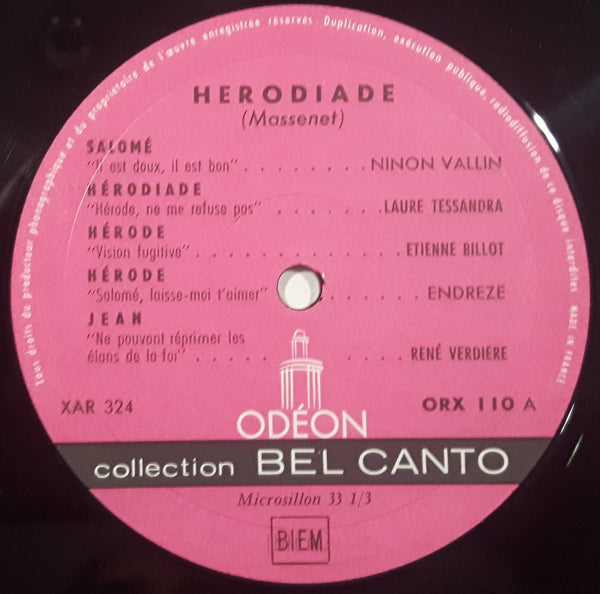 Tous droits du producteur phonographique et du propriétaire de l'œuvre enregistrée réservés. Duplication, exécution publique, radiodiffusion de ce disque interdites. MADE IN FRANCE
HERODIADE
(Massenet)
SALOMÉ
"Il est doux, il est bon" . . . . . . . . NINON VALLIN
HÉRODIADE
"Hérode, ne me refuse pas" . . . . . . . LAURE TESSANDRA
HÉRODE
"Vision fugitive" . . . . . . . . . . . . . ETIENNE BILLOT
HÉRODE
"Salomé, laisse-moi t'aimer" . . . . . . . ENDREZE
JEAN
"Ne pouvant réprimer les
élans de la foi" . . . . . . . . . RENÉ VERDIERE
XAR 324
ORX 110 A
ODÉON
collection BEL CANTO
Microsillon 33 1/3
BIEM